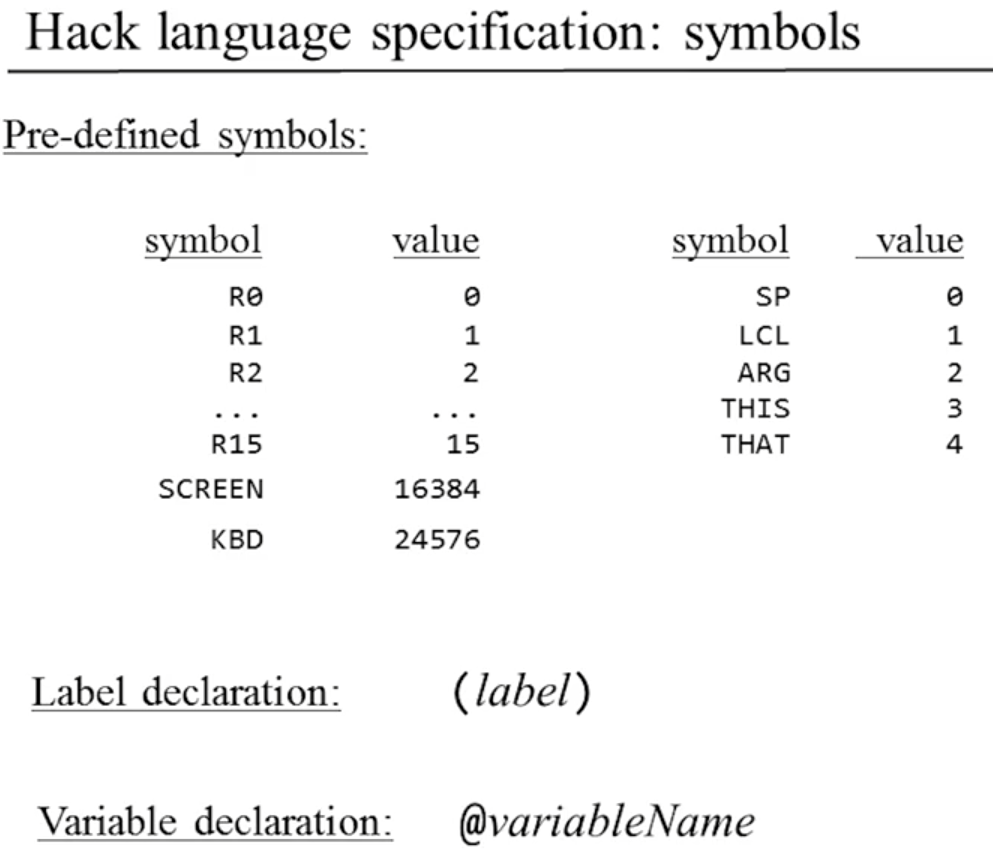 Hack language specification: symbols
Pre-defined symbols:
symbol value symbol value
R0 0 SP 0
R1 1 LCL 1
R2 2 ARG 2
... ... THIS 3
R15 15 THAT 4
SCREEN 16384
KBD 24576
Label declaration: (label)
Variable declaration: @variableName